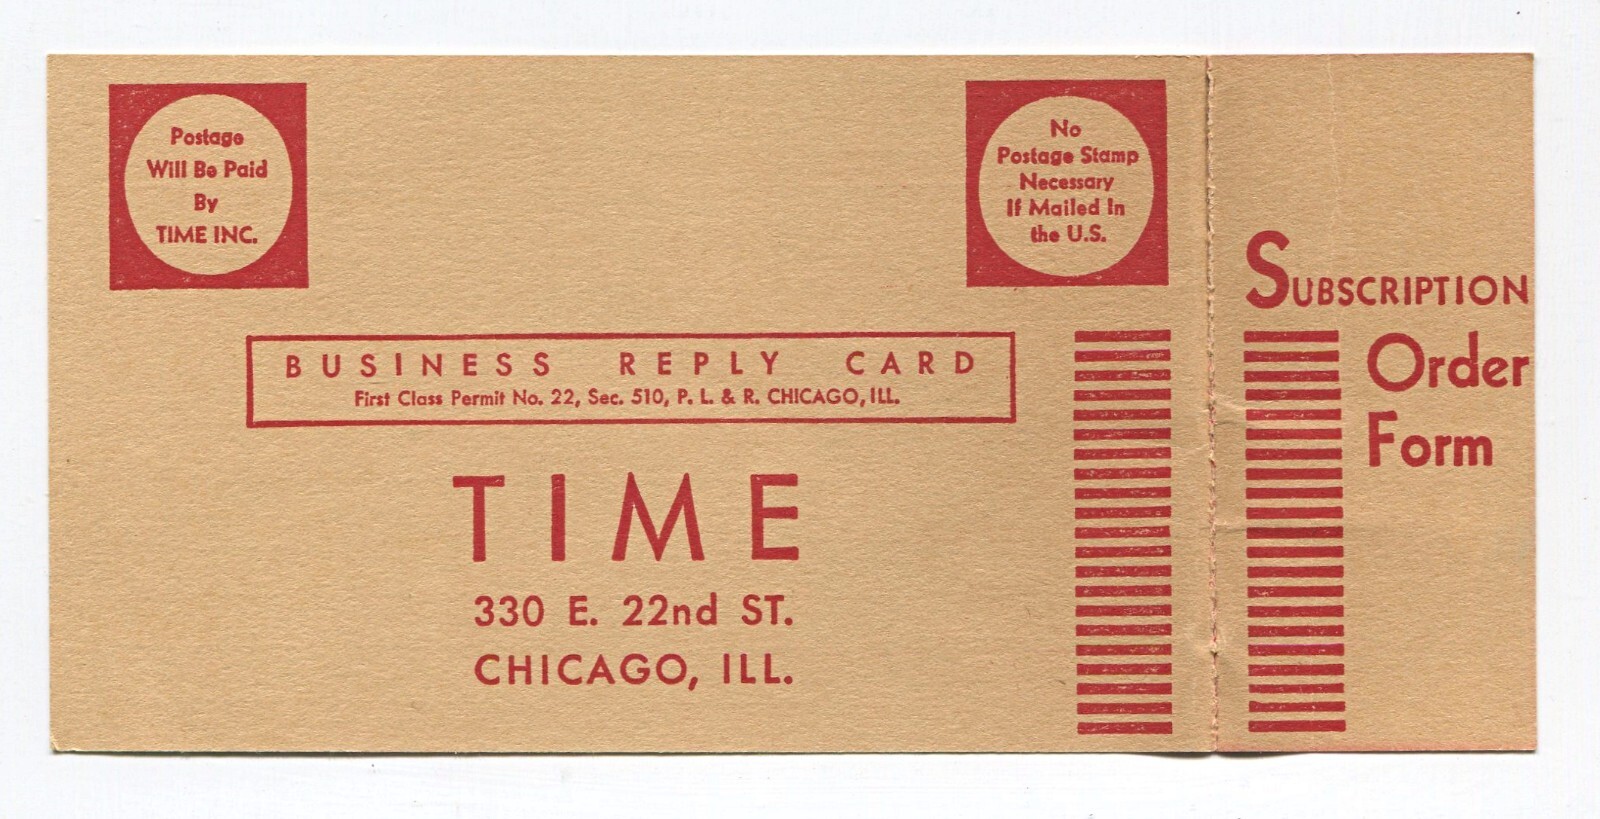 Postage
Will Be Paid
By
TIME INC.
No
Postage Stamp
Necessary
If Mailed In
the U.S.
BUSINESS REPLY CARD
First Class Permit No. 22, Sec. 510, P. L. & R. CHICAGO, ILL.
TIME
330 E. 22nd ST.
CHICAGO, ILL.
SUBSCRIPTION
Order
Form